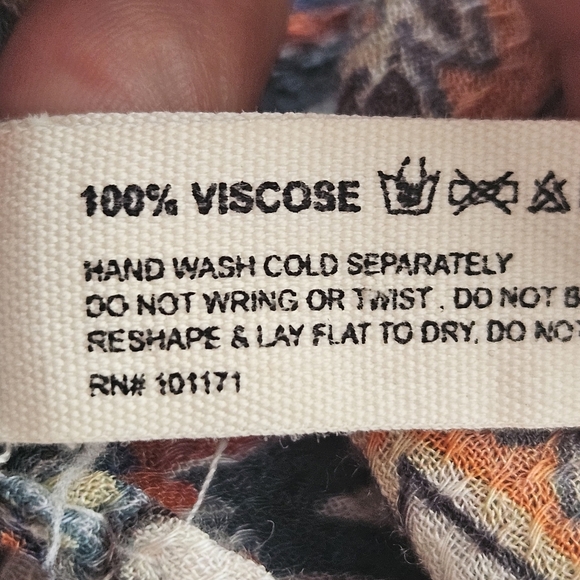 100% VISCOSE
HAND WASH COLD SEPARATELY
DO NOT WRING OR TWIST . DO NOT B
RESHAPE & LAY FLAT TO DRY. DO NOT
RN# 101171